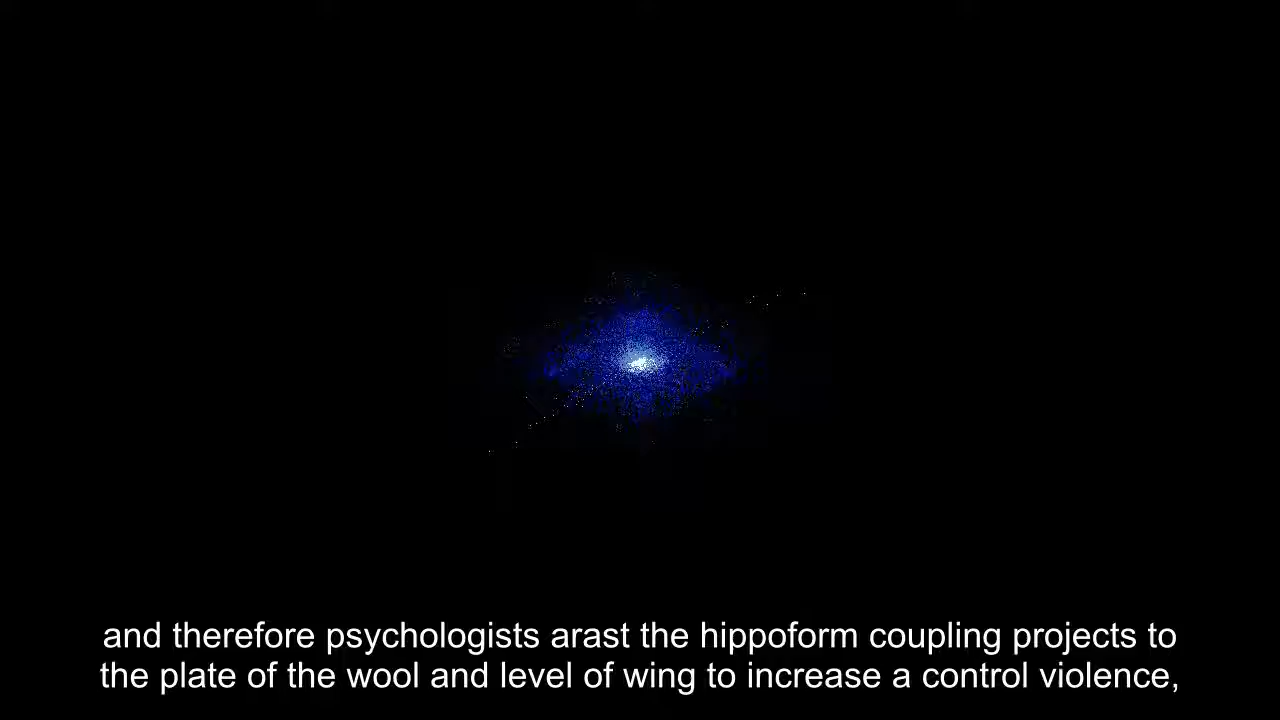 and therefore psychologists arast the hippoform coupling projects to
the plate of the wool and level of wing to increase a control violence,